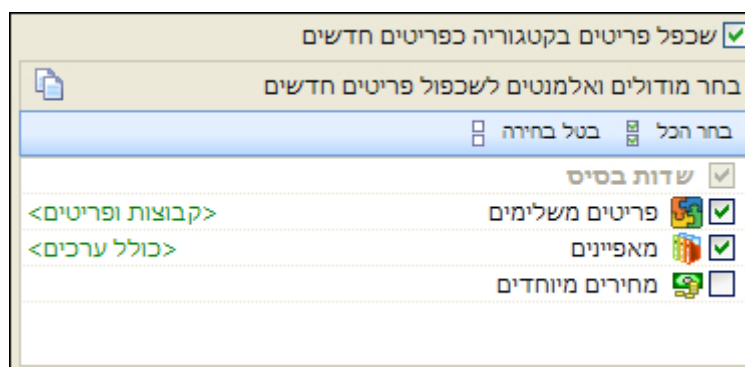 שכפל פריטים בקטגוריה כפריטים חדשים
בחר מודולים ואלמנטים לשכפול פריטים חדשים
בחר הכל בטל בחירה
שדות בסיס
פריטים משלימים <קבוצות ופריטים>
מאפיינים <כולל ערכים>
מחירים מיוחדים